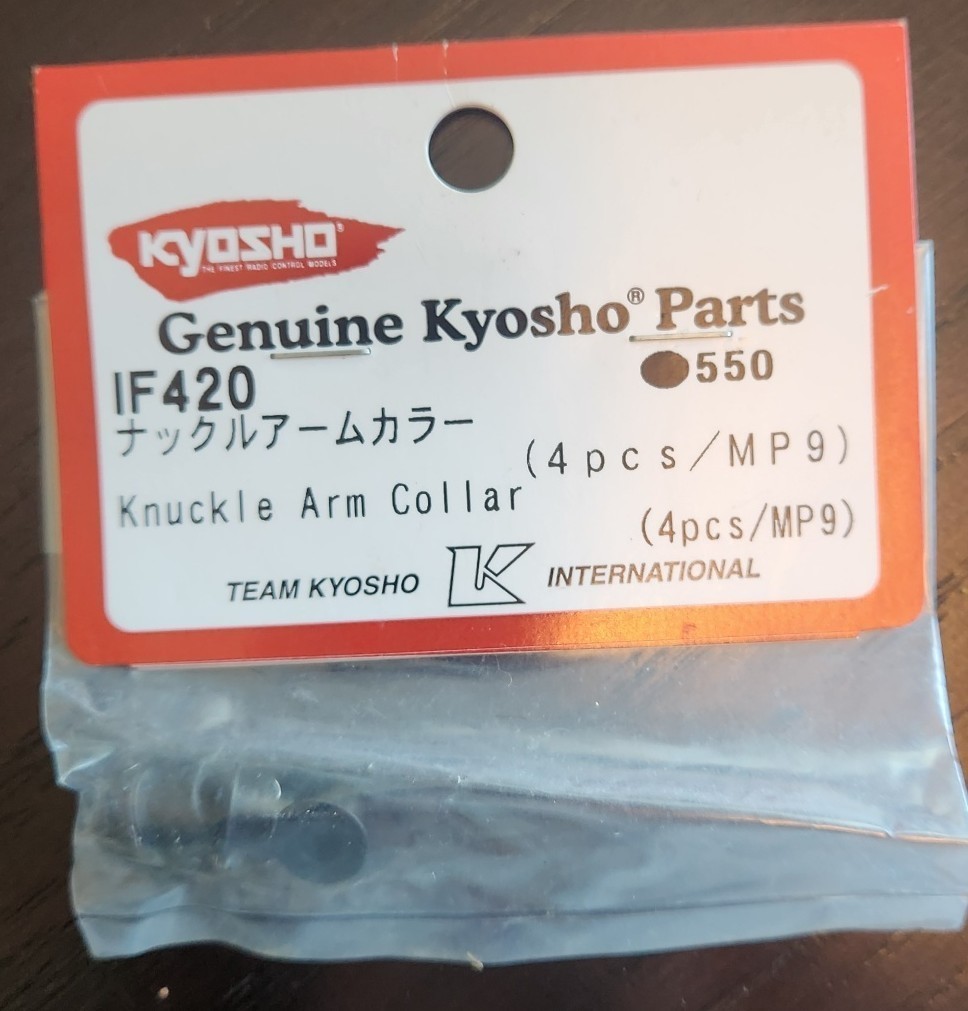 KYOSHO
THE FINEST RADIO CONTROL MODELS
Genuine Kyosho® Parts
IF420
●550
ナックルアームカラー
(4pcs/MP9)
Knuckle Arm Collar
(4pcs/MP9)
TEAM KYOSHO K INTERNATIONAL